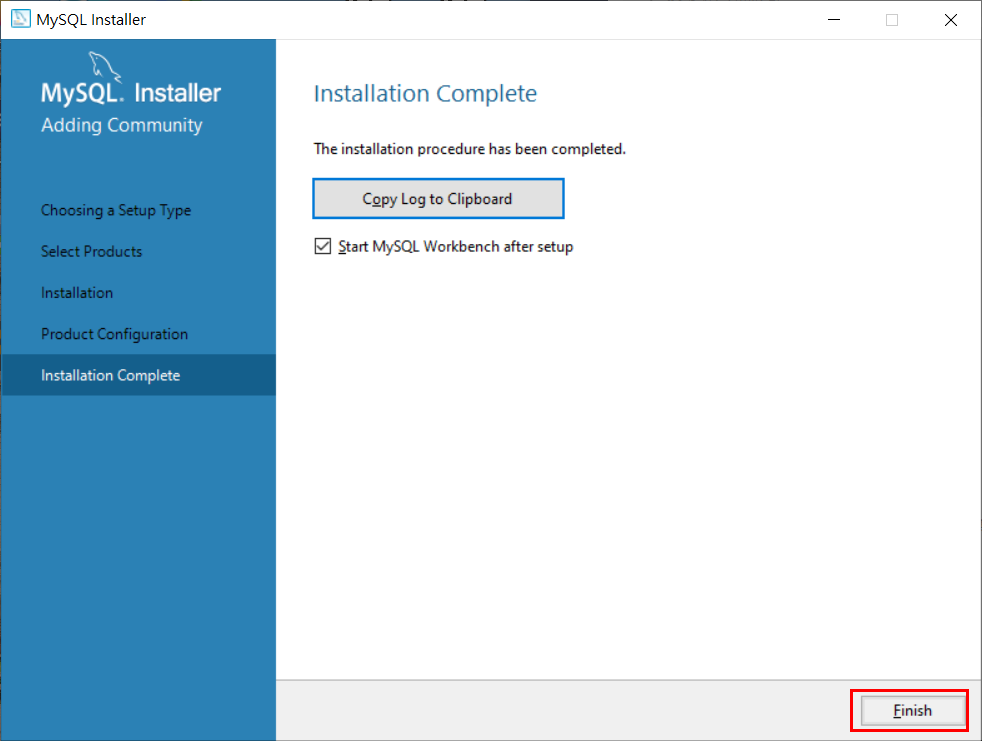 MySQL Installer
MySQL. Installer
Adding Community
Choosing a Setup Type
Select Products
Installation
Product Configuration
Installation Complete
Installation Complete
The installation procedure has been completed.
Copy Log to Clipboard
Start MySQL Workbench after setup
Finish